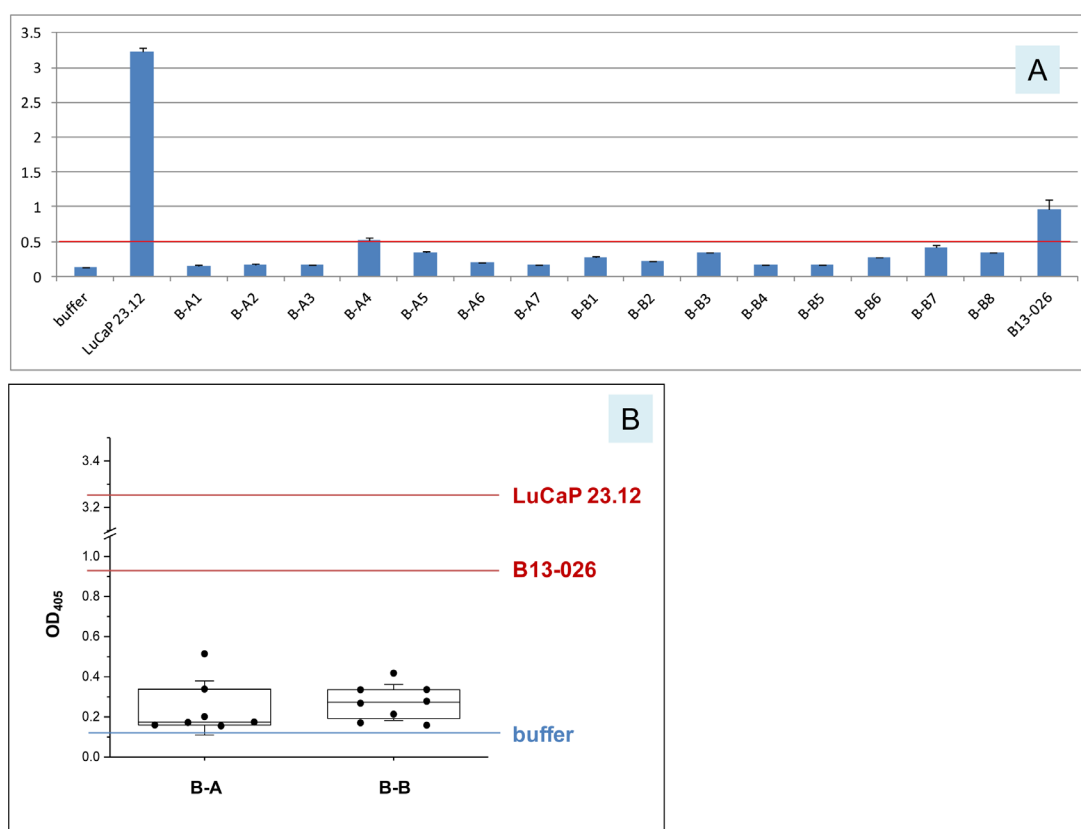 A
3.5
3
2.5
2
1.5
1
0.5
0
buffer
LuCaP 23.12
B-A1
B-A2
B-A3
B-A4
B-A5
B-A6
B-A7
B-B1
B-B2
B-B3
B-B4
B-B5
B-B6
B-B7
B-B8
B13-026
B
3.4
3.2
1.0
0.8
0.6
0.4
0.2
0.0
OD405
LuCaP 23.12
B13-026
buffer
B-A
B-B